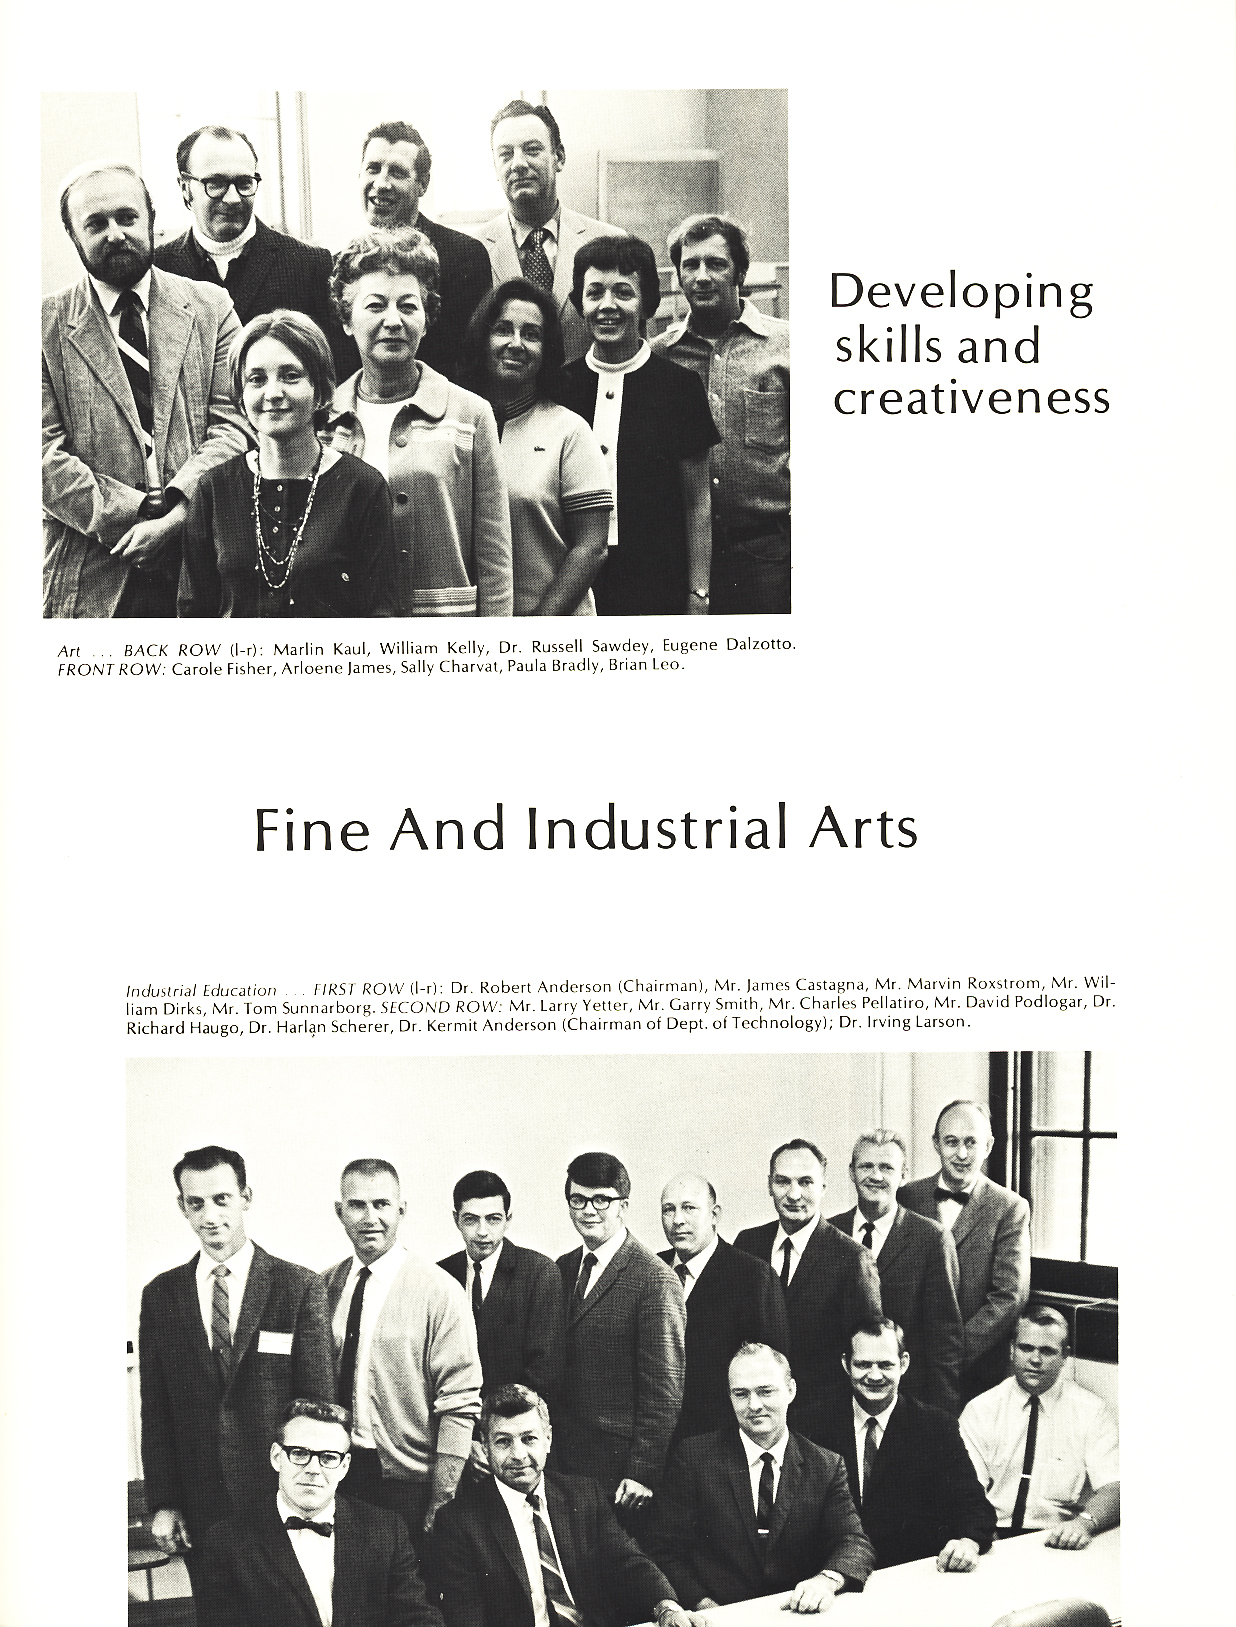 Developing
skills and
creativeness
Art ... BACK ROW (l-r): Marlin Kaul, William Kelly, Dr. Russell Sawdey, Eugene Dalzotto.
FRONT ROW: Carole Fisher, Arloene James, Sally Charvat, Paula Bradly, Brian Leo.
Fine And Industrial Arts
Industrial Education ... FIRST ROW (l-r): Dr. Robert Anderson (Chairman), Mr. James Castagna, Mr. Marvin Roxstrom, Mr. Wil-
liam Dirks, Mr. Tom Sunnarborg. SECOND ROW: Mr. Larry Yetter, Mr. Garry Smith, Mr. Charles Pellatiro, Mr. David Podlogar, Dr.
Richard Haugo, Dr. Harlan Scherer, Dr. Kermit Anderson (Chairman of Dept. of Technology); Dr. Irving Larson.